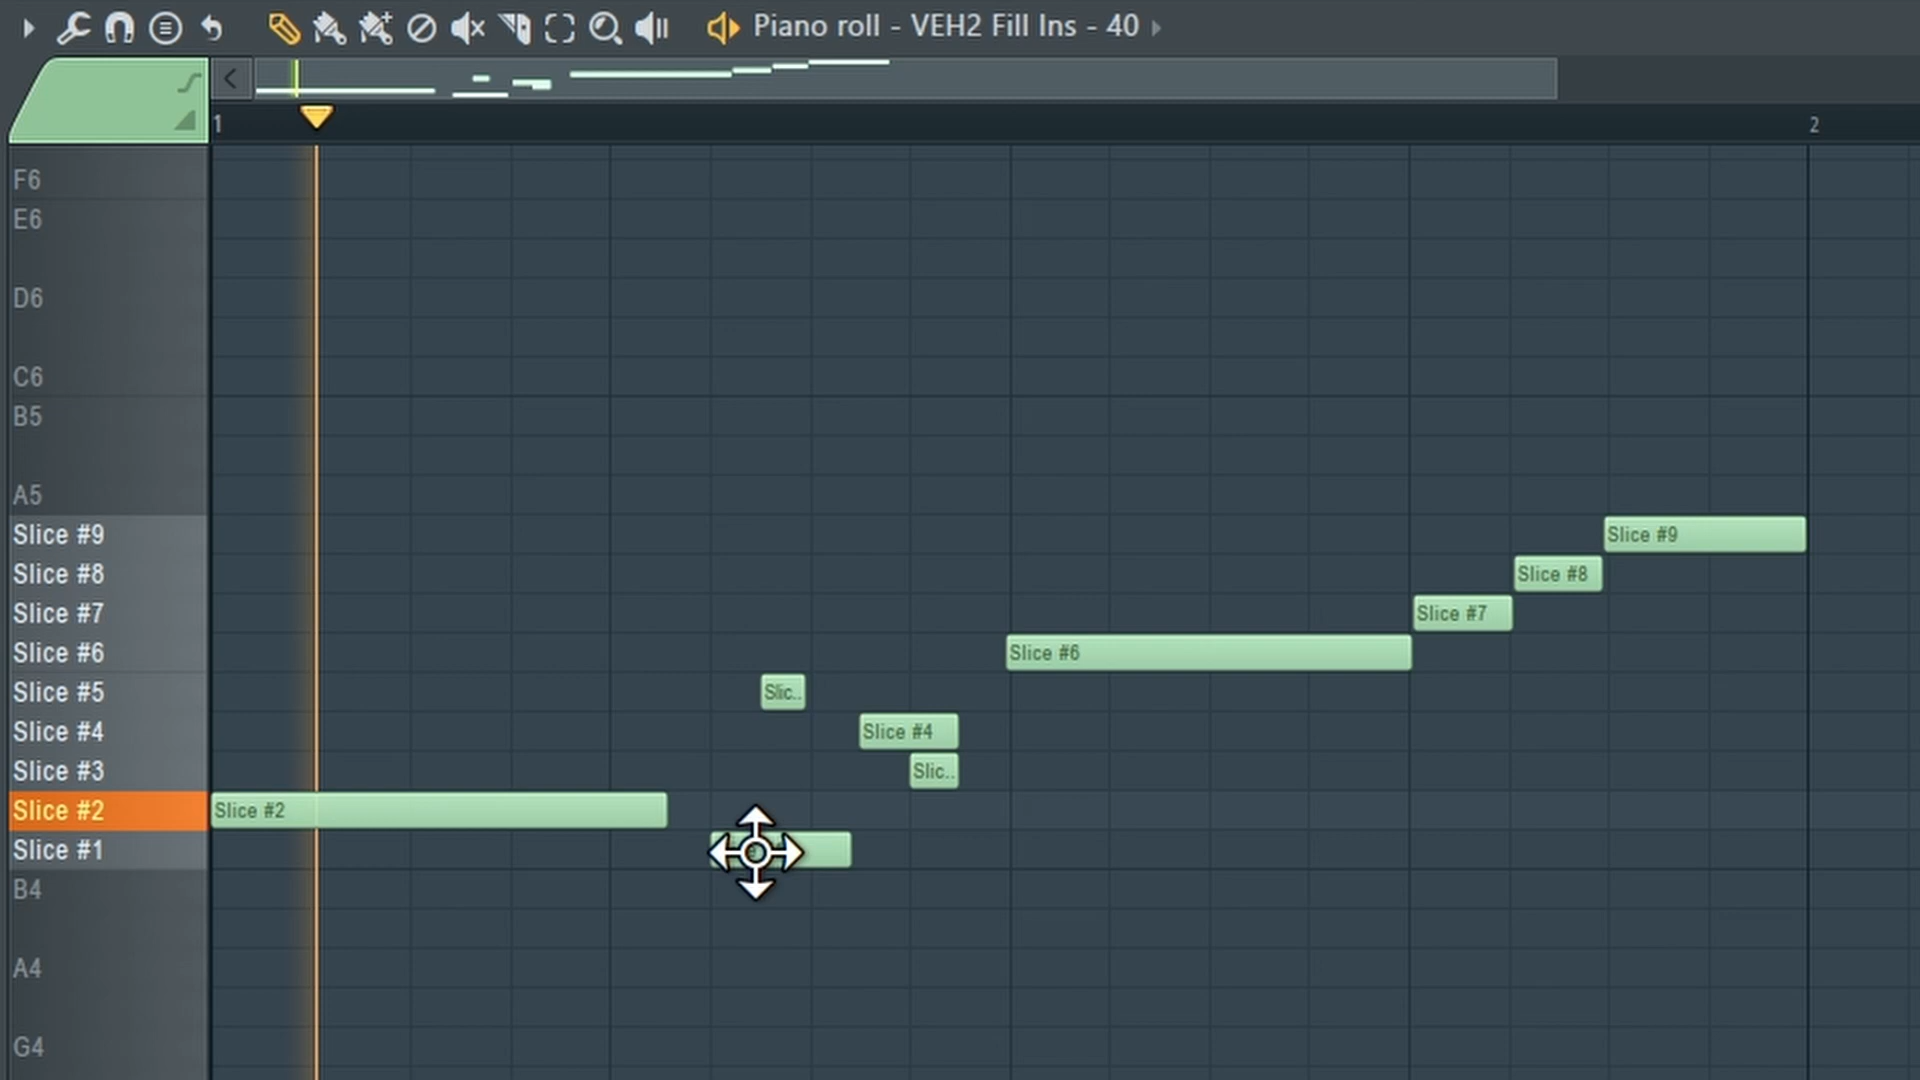 Piano roll - VEH2 Fill Ins - 40
1 2
F6
E6
D6
C6
B5
A5
Slice #9 Slice #9
Slice #8 Slice #8
Slice #7 Slice #7
Slice #6 Slice #6
Slice #5 Slic..
Slice #4 Slice #4
Slice #3 Slic..
Slice #2 Slice #2
Slice #1
B4
A4
G4